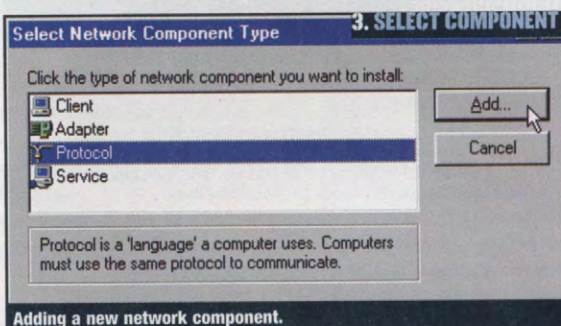 3. SELECT COMPONENT
Select Network Component Type
Click the type of network component you want to install:
Client
Adapter
Protocol
Service
Add...
Cancel
Protocol is a 'language' a computer uses. Computers
must use the same protocol to communicate.
Adding a new network component.